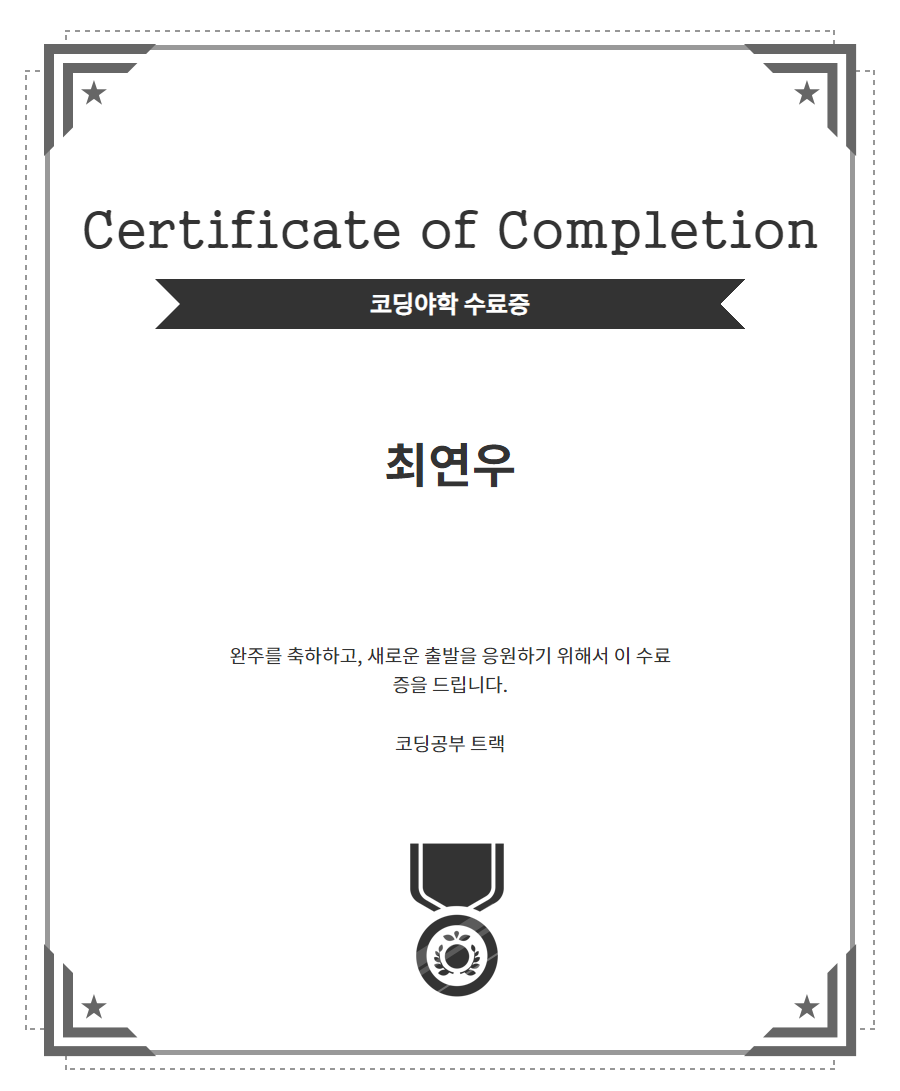 Certificate of Completion
코딩야학 수료증
최연우
완주를 축하하고, 새로운 출발을 응원하기 위해서 이 수료
증을 드립니다.
코딩공부 트랙